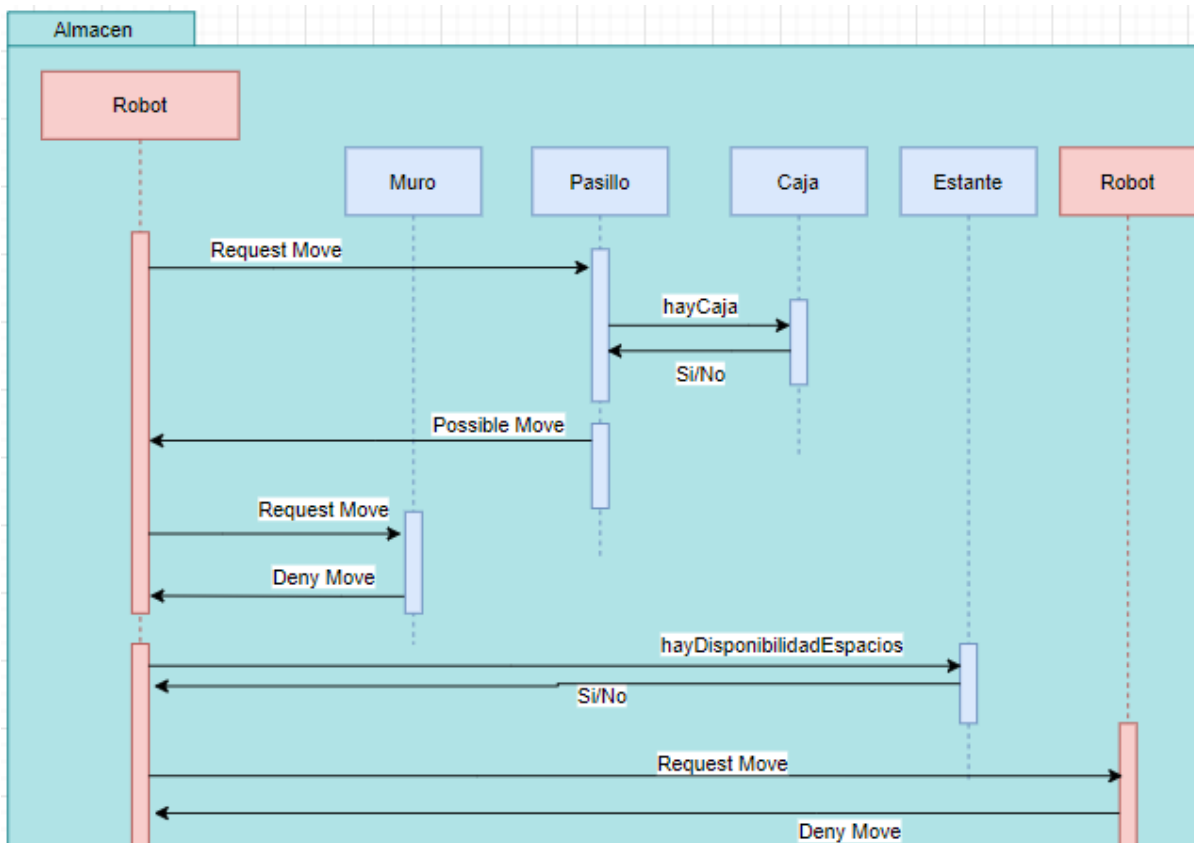 Almacen
Robot
Muro
Pasillo
Caja
Estante
Robot
Request Move
hayCaja
Si/No
Possible Move
Request Move
Deny Move
hayDisponibilidadEspacios
Si/No
Request Move
Deny Move